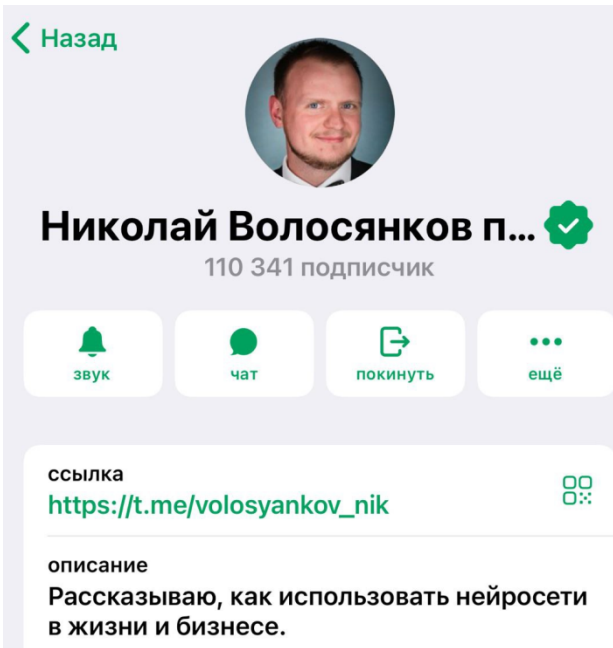 Назад
Николай Волосянков п...
110 341 подписчик
звук
чат
покинуть
ещё
ссылка
https://t.me/volosyankov_nik
описание
Рассказываю, как использовать нейросети
в жизни и бизнесе.